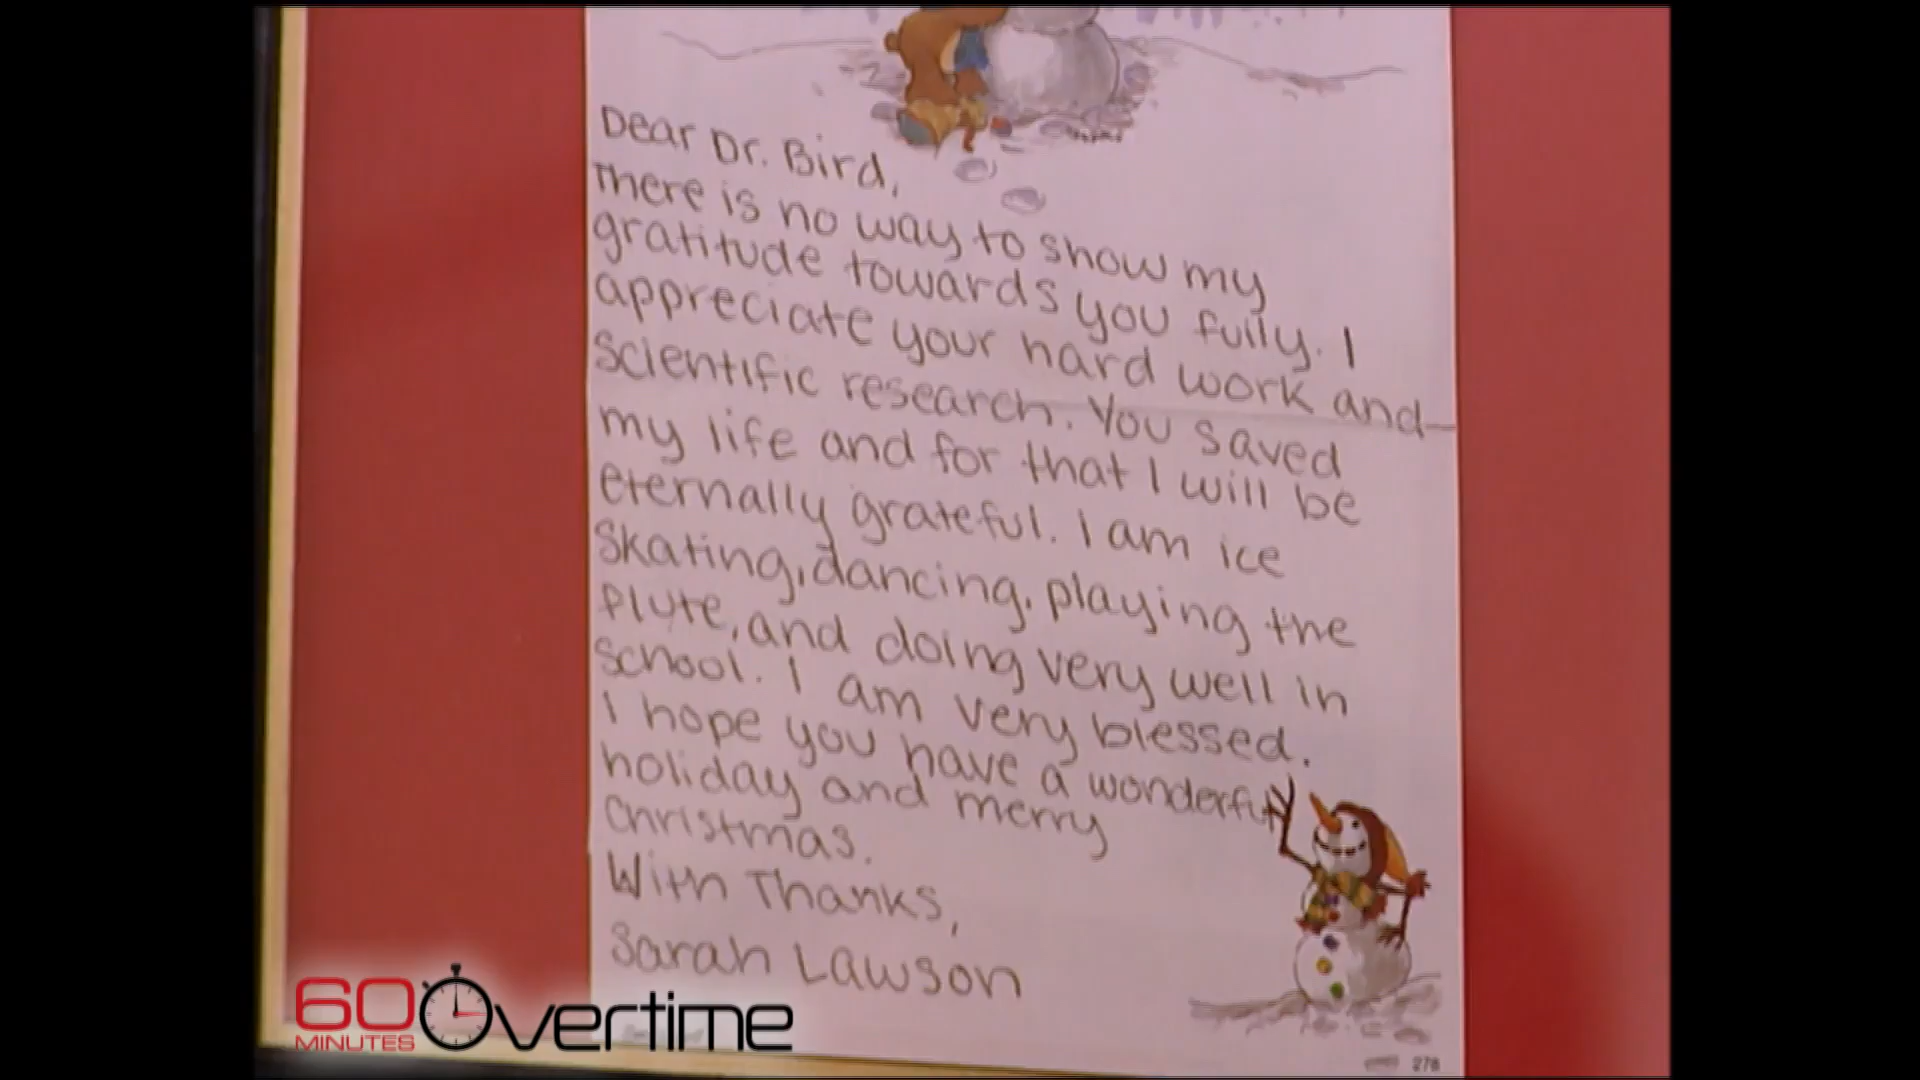 Dear Dr. Bird,
There is no way to show my
gratitude towards you fully. I
appreciate your hard work and
scientific research. You saved
my life and for that I will be
eternally grateful. I am ice
skating, dancing, playing the
flute, and doing very well in
school. I am very blessed.
I hope you have a wonderful
holiday and merry
Christmas.
With Thanks,
Sarah Lawson
60 Overtime
MINUTES
278